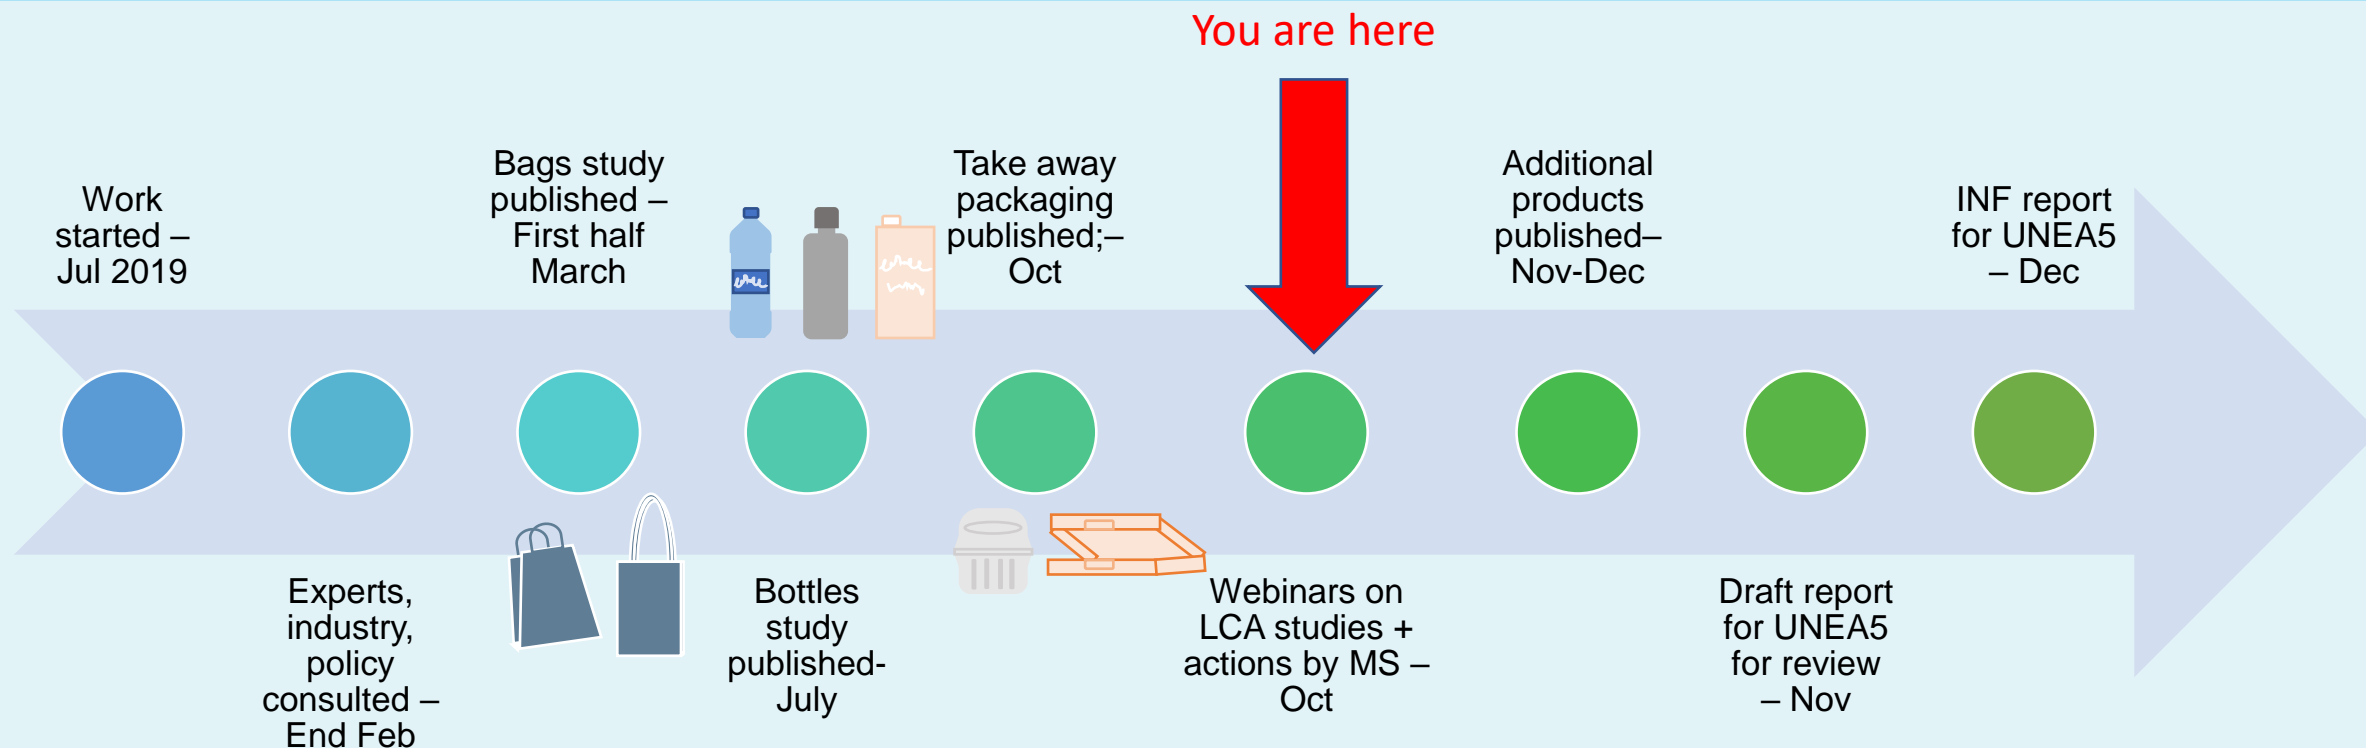 You are here
Work
started –
Jul 2019
Experts,
industry,
policy
consulted –
End Feb
Bags study
published –
First half
March
Bottles
study
published-
July
Take away
packaging
published;–
Oct
Webinars on
LCA studies +
actions by MS –
Oct
Additional
products
published–
Nov-Dec
Draft report
for UNEA5
for review
– Nov
INF report
for UNEA5
– Dec